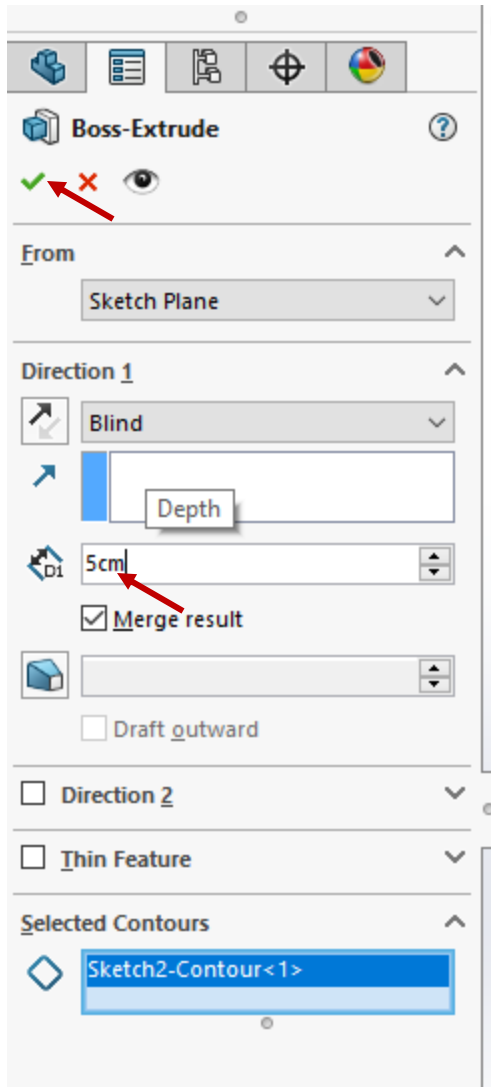 Boss-Extrude
?
From
Sketch Plane
Direction 1
Blind
Depth
D1
5cm
Merge result
Draft outward
Direction 2
Thin Feature
Selected Contours
Sketch2-Contour<1>